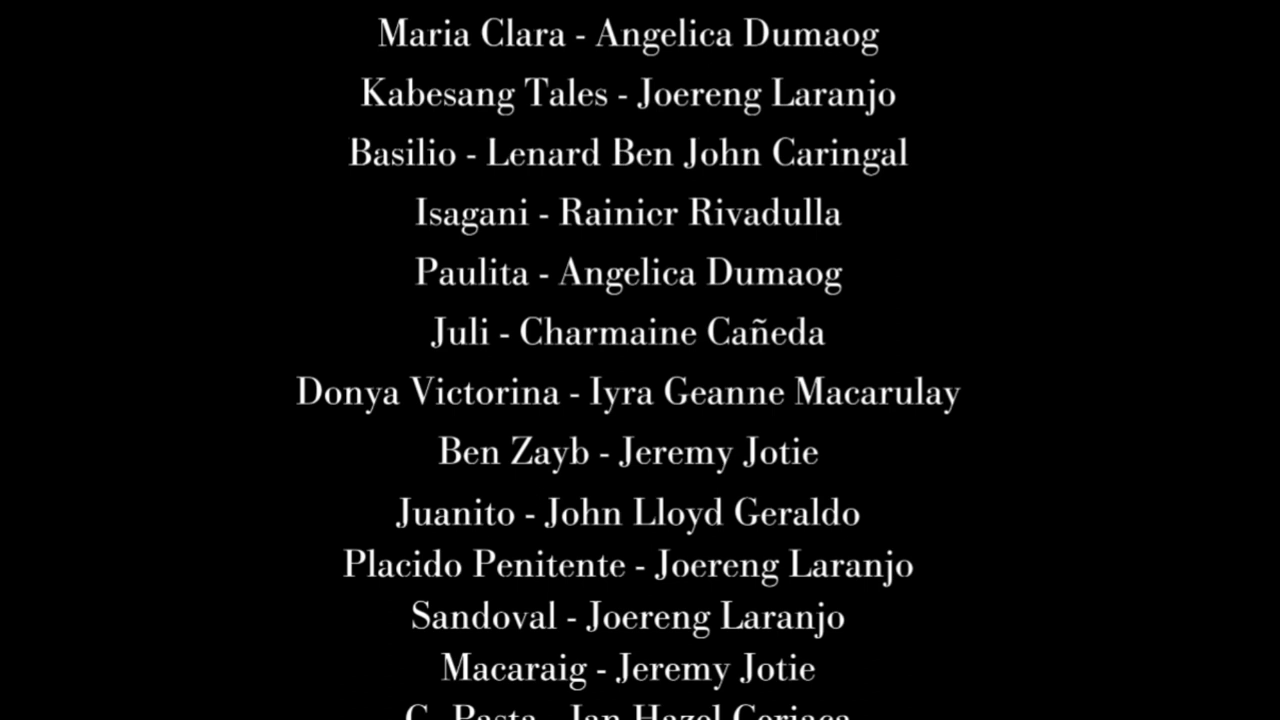 Maria Clara - Angelica Dumaog
Kabesang Tales - Joereng Laranjo
Basilio - Lenard Ben John Caringal
Isagani - Rainier Rivadulla
Paulita - Angelica Dumaog
Juli - Charmaine Cañeda
Donya Victorina - Iyra Geanne Macarulay
Ben Zayb - Jeremy Jotie
Juanito - John Lloyd Geraldo
Placido Penitente - Joereng Laranjo
Sandoval - Joereng Laranjo
Macaraig - Jeremy Jotie